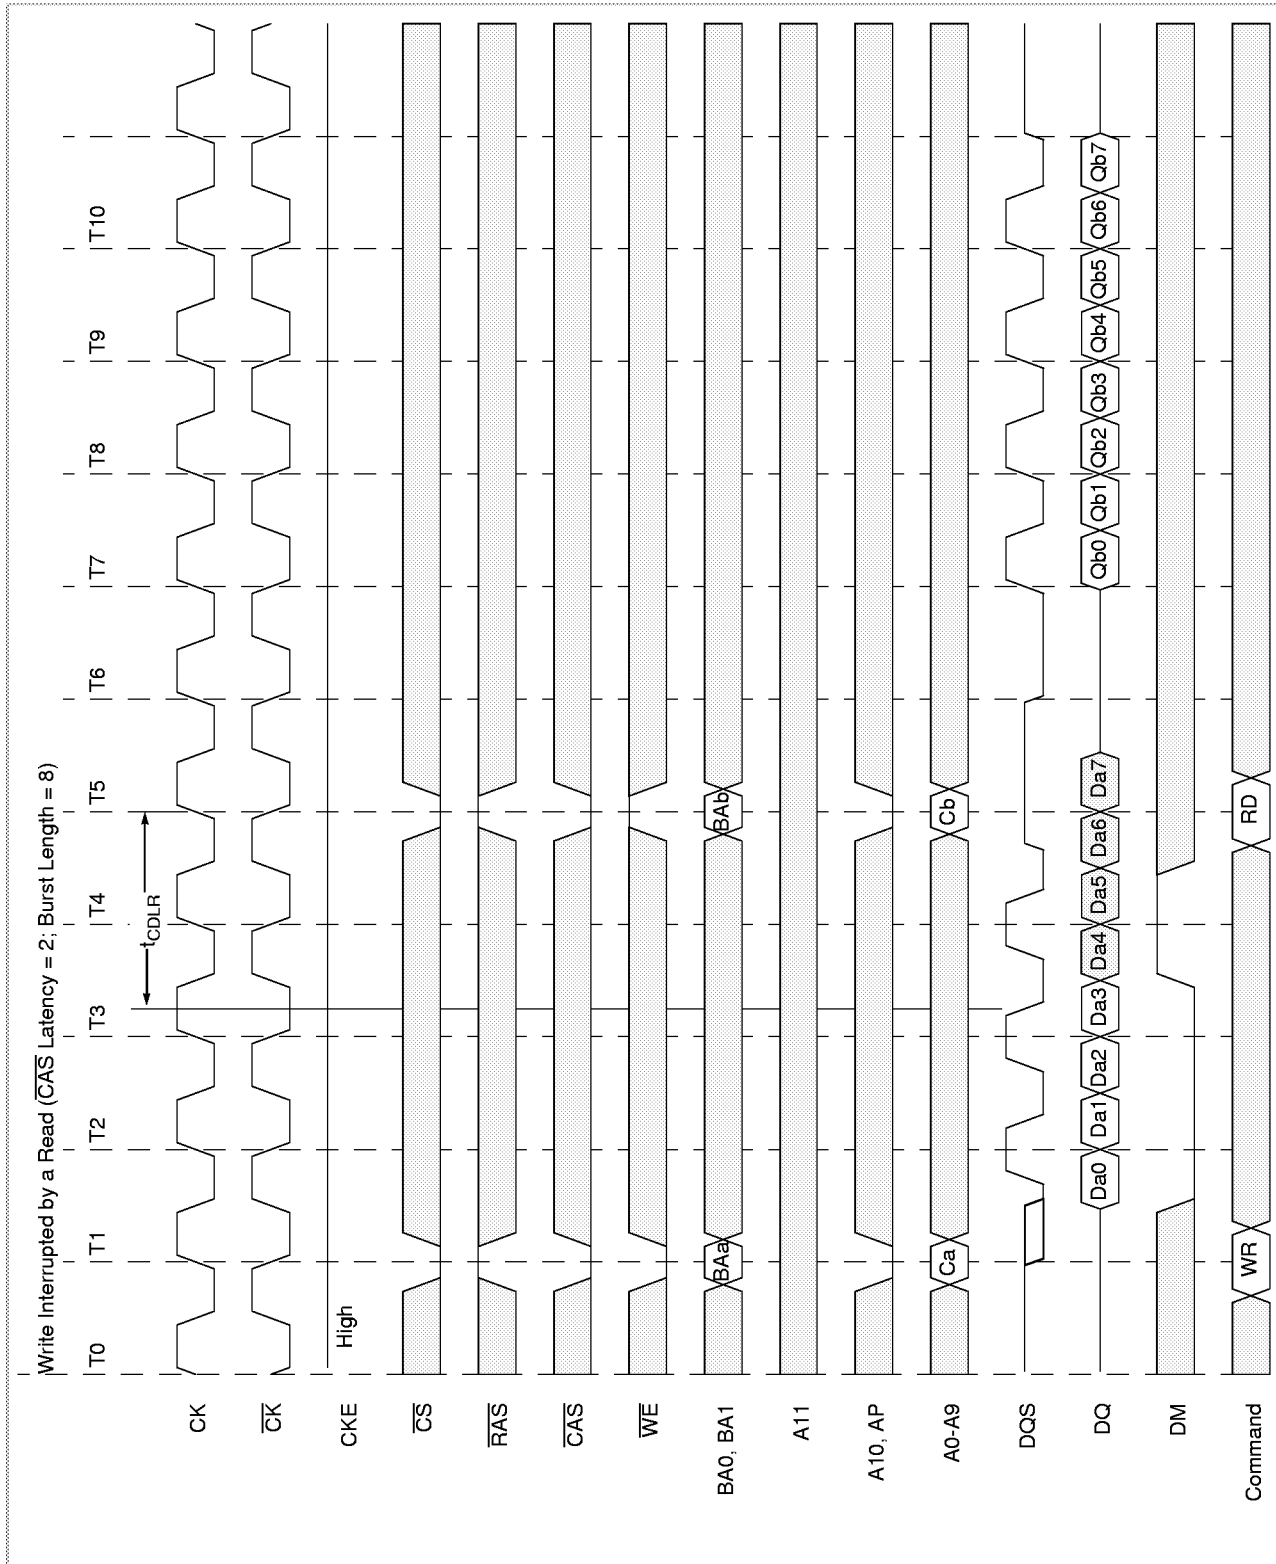 Write Interrupted by a Read (CAS Latency = 2; Burst Length = 8)
T0 T1 T2 T3 T4 T5 T6 T7 T8 T9 T10
tCDLR
CK
CK
CKE High
CS
RAS
CAS
WE
BA0, BA1 BAa BAb
A11
A10, AP
A0-A9 Ca Cb
DQS
DQ Da0 Da1 Da2 Da3 Da4 Da5 Da6 Da7 Qb0 Qb1 Qb2 Qb3 Qb4 Qb5 Qb6 Qb7
DM
Command WR RD